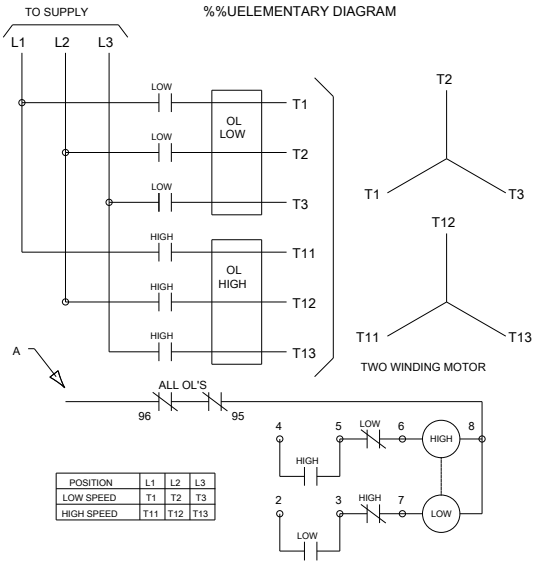 TO SUPPLY
%%UELEMENTARY DIAGRAM
L1 L2 L3
LOW
T1
OL
LOW
LOW
T2
LOW
T3
HIGH
T11
OL
HIGH
HIGH
T12
HIGH
T13
T2
T1 T3
T12
T11 T13
TWO WINDING MOTOR
A
ALL OL'S
96 95
4 5 LOW 6 HIGH 8
HIGH
2 3 HIGH 7 LOW
LOW
POSITION L1 L2 L3
LOW SPEED T1 T2 T3
HIGH SPEED T11 T12 T13